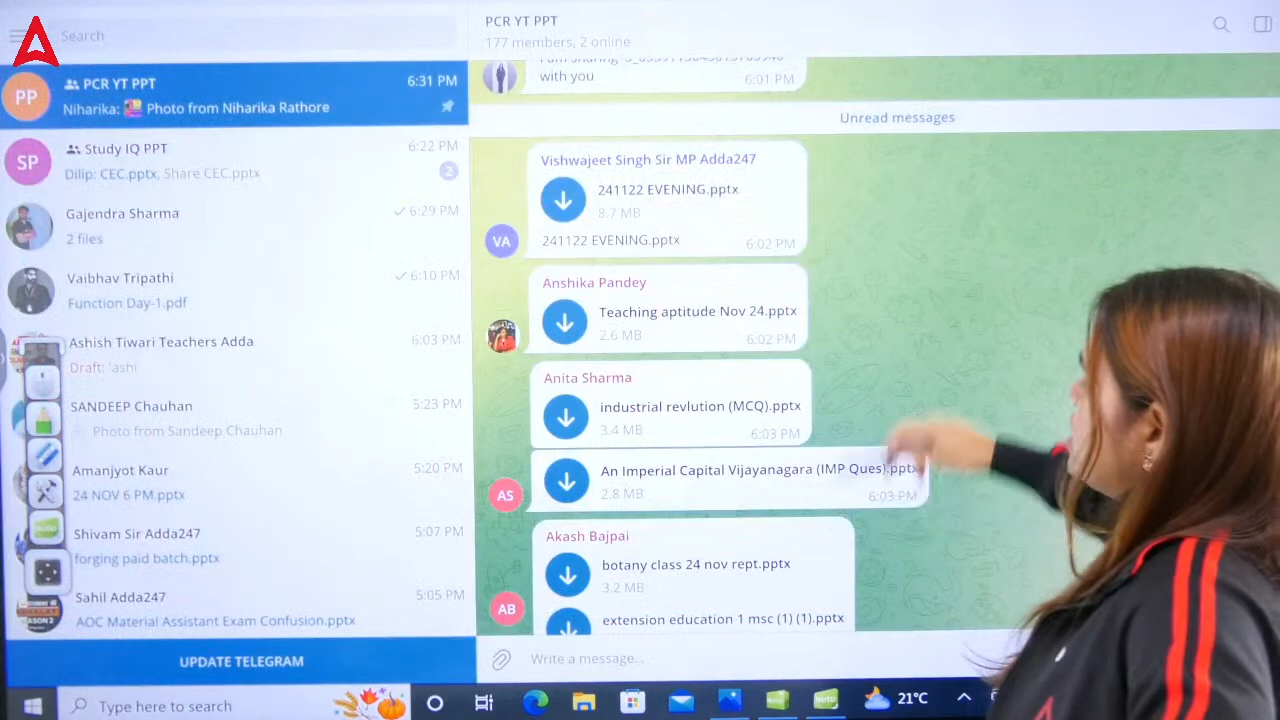 Search
PP
PCR YT PPT
6:31 PM
Niharika: Photo from Niharika Rathore
SP
Study IQ PPT
6:22 PM
Dilip: CEC.pptx, Share CEC.pptx
2
Gajendra Sharma
6:29 PM
2 files
Vaibhav Tripathi
6:10 PM
Function Day-1.pdf
Ashish Tiwari Teachers Adda
6:03 PM
Draft: 'ashi
SANDEEP Chauhan
5:23 PM
Photo from Sandeep Chauhan
Amanjyot Kaur
5:20 PM
24 NOV 6 PM.pptx
Shivam Sir Adda247
5:07 PM
forging paid batch.pptx
Sahil Adda247
5:05 PM
AOC Material Assistant Exam Confusion.pptx
UPDATE TELEGRAM
PCR YT PPT
177 members, 2 online
with you
6:01 PM
Unread messages
Vishwajeet Singh Sir MP Adda247
241122 EVENING.pptx
8.7 MB
241122 EVENING.pptx
6:02 PM
VA
Anshika Pandey
Teaching aptitude Nov 24.pptx
2.6 MB
6:02 PM
Anita Sharma
industrial revlution (MCQ).pptx
3.4 MB
6:03 PM
An Imperial Capital Vijayanagara (IMP Ques).pptx
2.8 MB
6:03 PM
AS
Akash Bajpai
botany class 24 nov rept.pptx
3.2 MB
AB
extension education 1 msc (1) (1).pptx
Write a message...
Type here to search
21°C